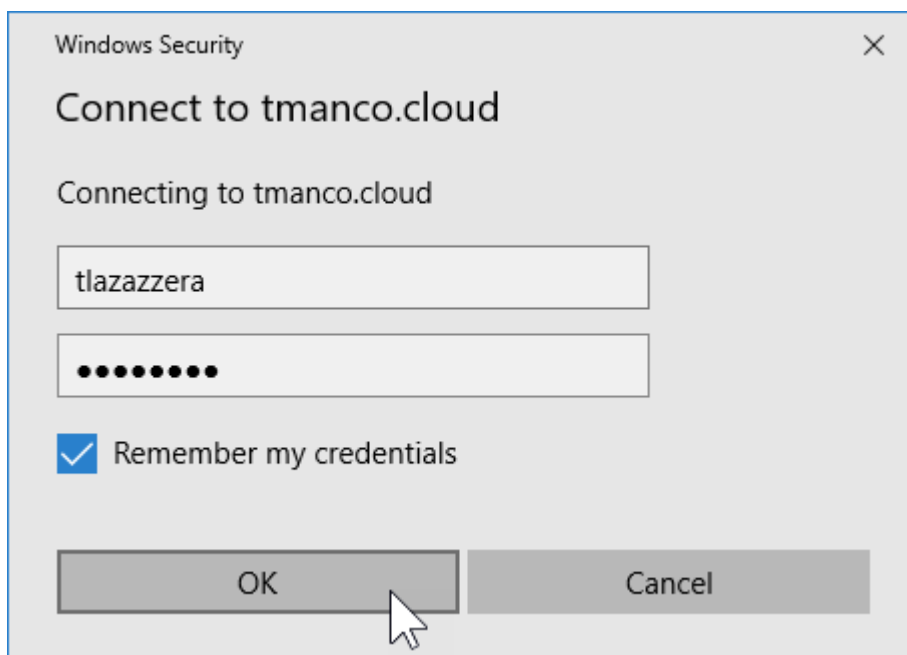 Windows Security
Connect to tmanco.cloud
Connecting to tmanco.cloud
tlazazzera
••••••••
Remember my credentials
OK
Cancel